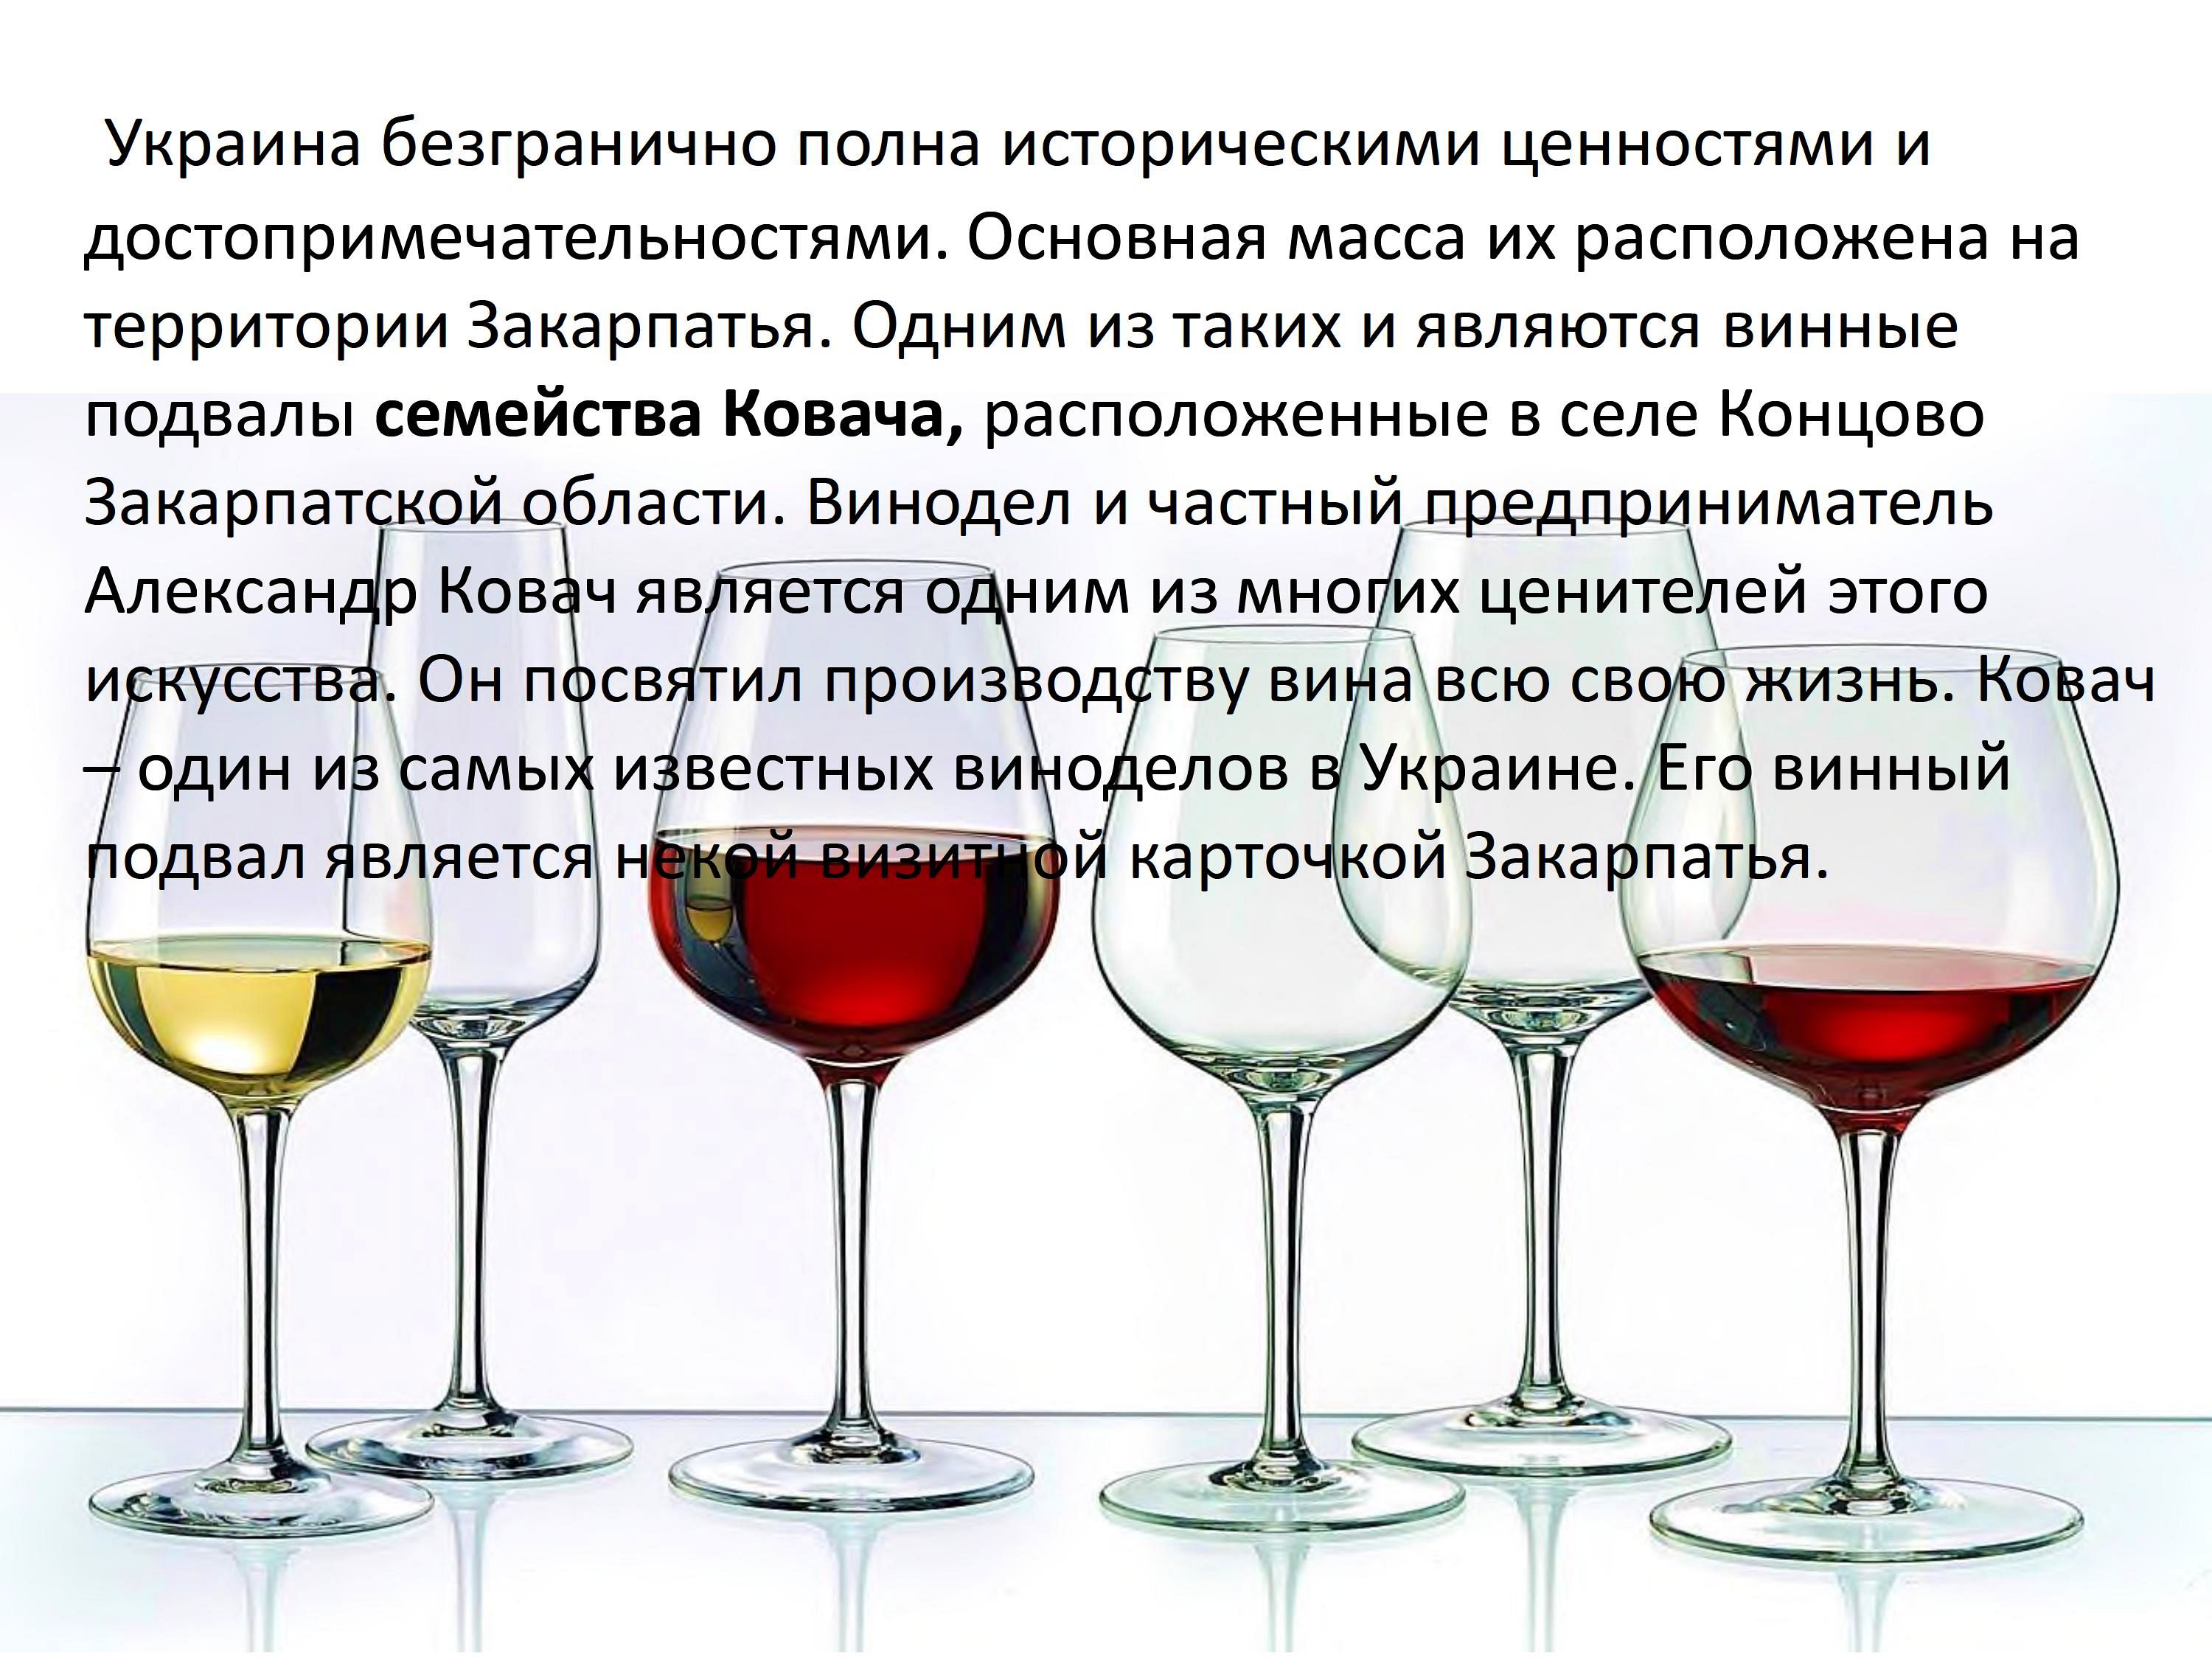 Украина безгранично полна историческими ценностями и
достопримечательностями. Основная масса их расположена на
территории Закарпатья. Одним из таких и являются винные
подвалы семейства Ковача, расположенные в селе Концово
Закарпатской области. Винодел и частный предприниматель
Александр Ковач является одним из многих ценителей этого
искусства. Он посвятил производству вина всю свою жизнь. Ковач
– один из самых известных виноделов в Украине. Его винный
подвал является некой визитной карточкой Закарпатья.